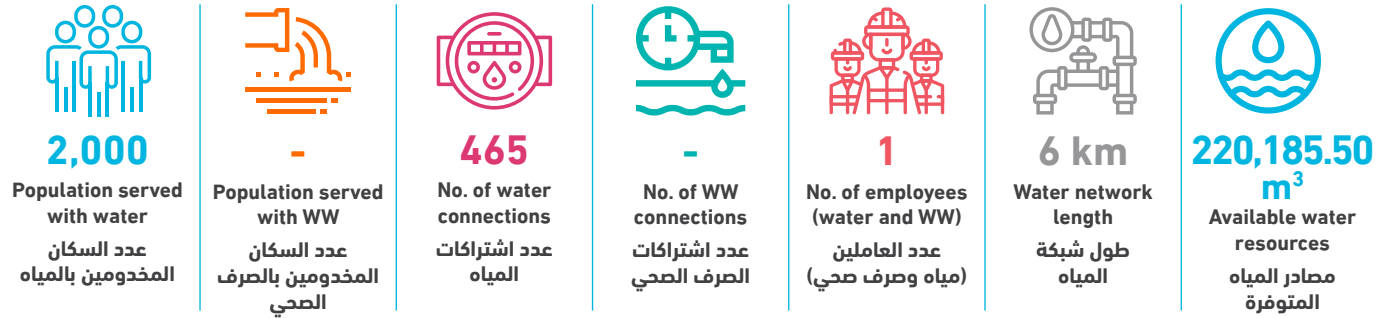 2,000
Population served
with water
عدد السكان
المخدومين بالمياه
-
Population served
with WW
عدد السكان
المخدومين بالصرف
الصحي
465
No. of water
connections
عدد اشتراكات
المياه
-
No. of WW
connections
عدد اشتراكات
الصرف الصحي
1
No. of employees
(water and WW)
عدد العاملين
(مياه وصرف صحي)
6 km
Water network
length
طول شبكة
المياه
220,185.50
m³
Available water
resources
مصادر المياه
المتوفرة